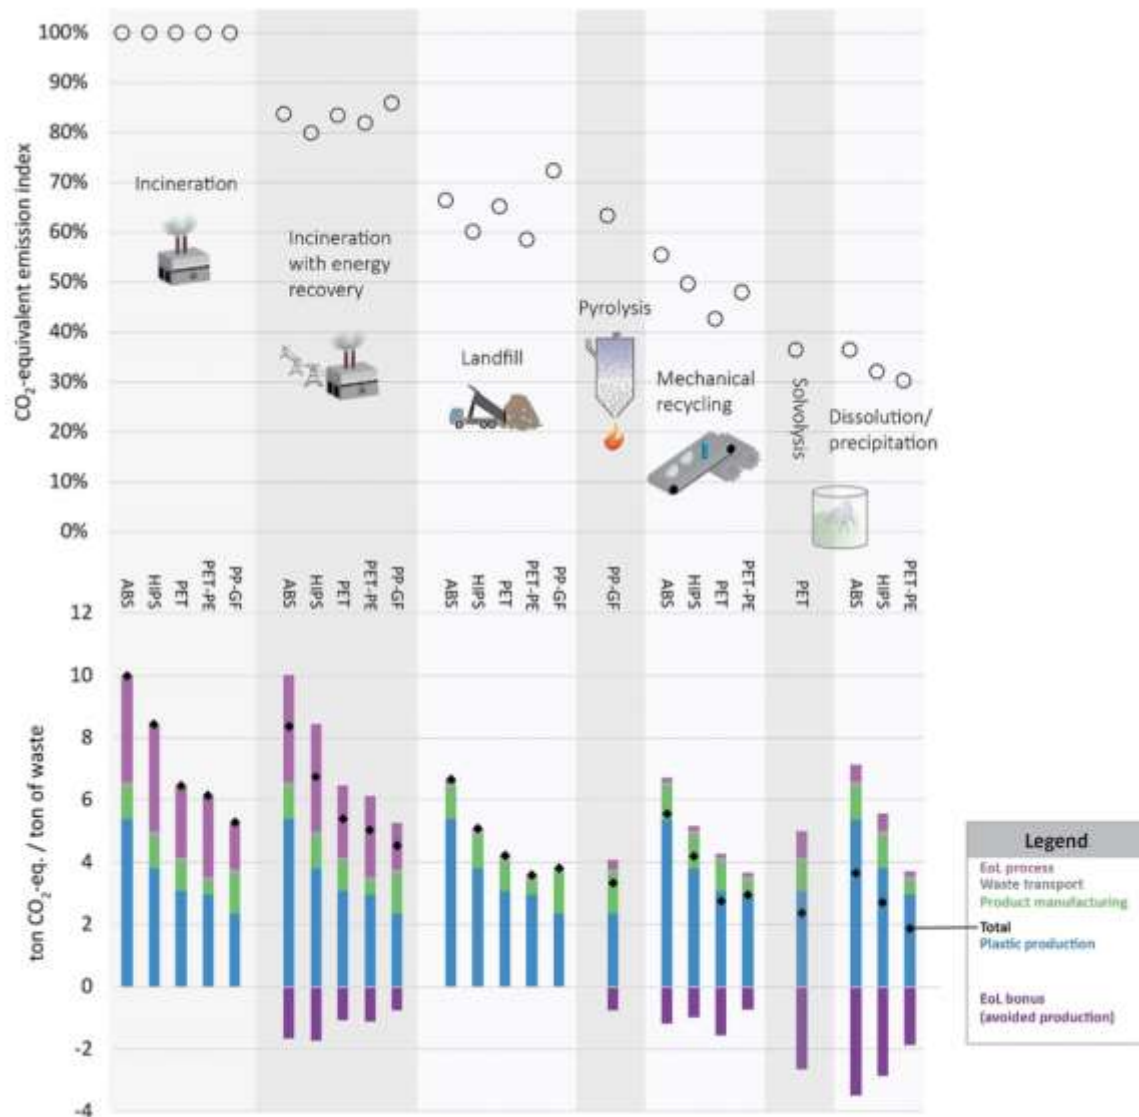 CO2-equivalent emission index
100%
90%
80%
70%
60%
50%
40%
30%
20%
10%
0%
Incineration
Incineration
with energy
recovery
Landfill
Pyrolysis
Mechanical
recycling
Solvolysis
Dissolution/
precipitation
ABS
HIPS
PET
PET-PE
PP-GF
ABS
HIPS
PET
PET-PE
PP-GF
ABS
HIPS
PET
PET-PE
PP-GF
PP-GF
ABS
HIPS
PET
PET-PE
PET
ABS
HIPS
PET-PE
ton CO2-eq. / ton of waste
12
10
8
6
4
2
0
-2
-4
Legend
EoL process
Waste transport
Product manufacturing
Total
Plastic production
EoL bonus
(avoided production)